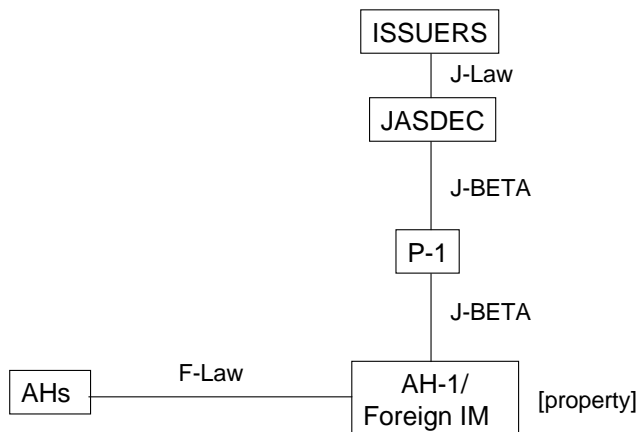 ISSUERS
J-Law
JASDEC
J-BETA
P-1
J-BETA
AHs
F-Law
AH-1/
Foreign IM
[property]